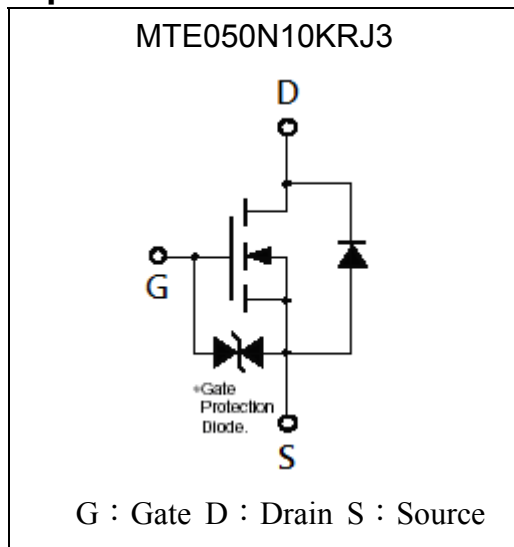 MTE050N10KRJ3
D
G
*Gate
Protection
Diode.
S
G：Gate D：Drain S：Source